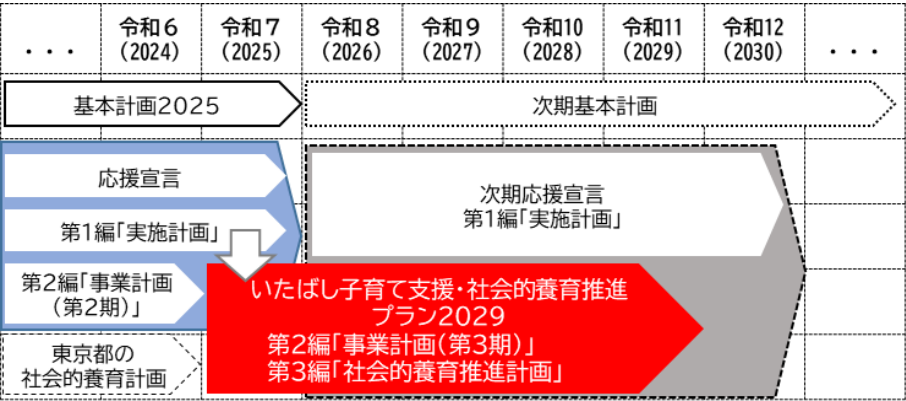 ・・・
令和6
(2024)
令和7
(2025)
令和8
(2026)
令和9
(2027)
令和10
(2028)
令和11
(2029)
令和12
(2030)
・・・
基本計画2025
次期基本計画
応援宣言
第1編「実施計画」
第2編「事業計画
(第2期)」
東京都の
社会的養育計画
次期応援宣言
第1編「実施計画」
いたばし子育て支援・社会的養育推進
プラン2029
第2編「事業計画(第3期)」
第3編「社会的養育推進計画」